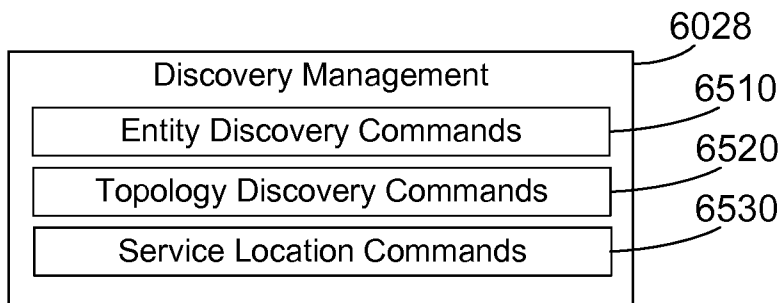 6028
Discovery Management
6510
Entity Discovery Commands
6520
Topology Discovery Commands
6530
Service Location Commands